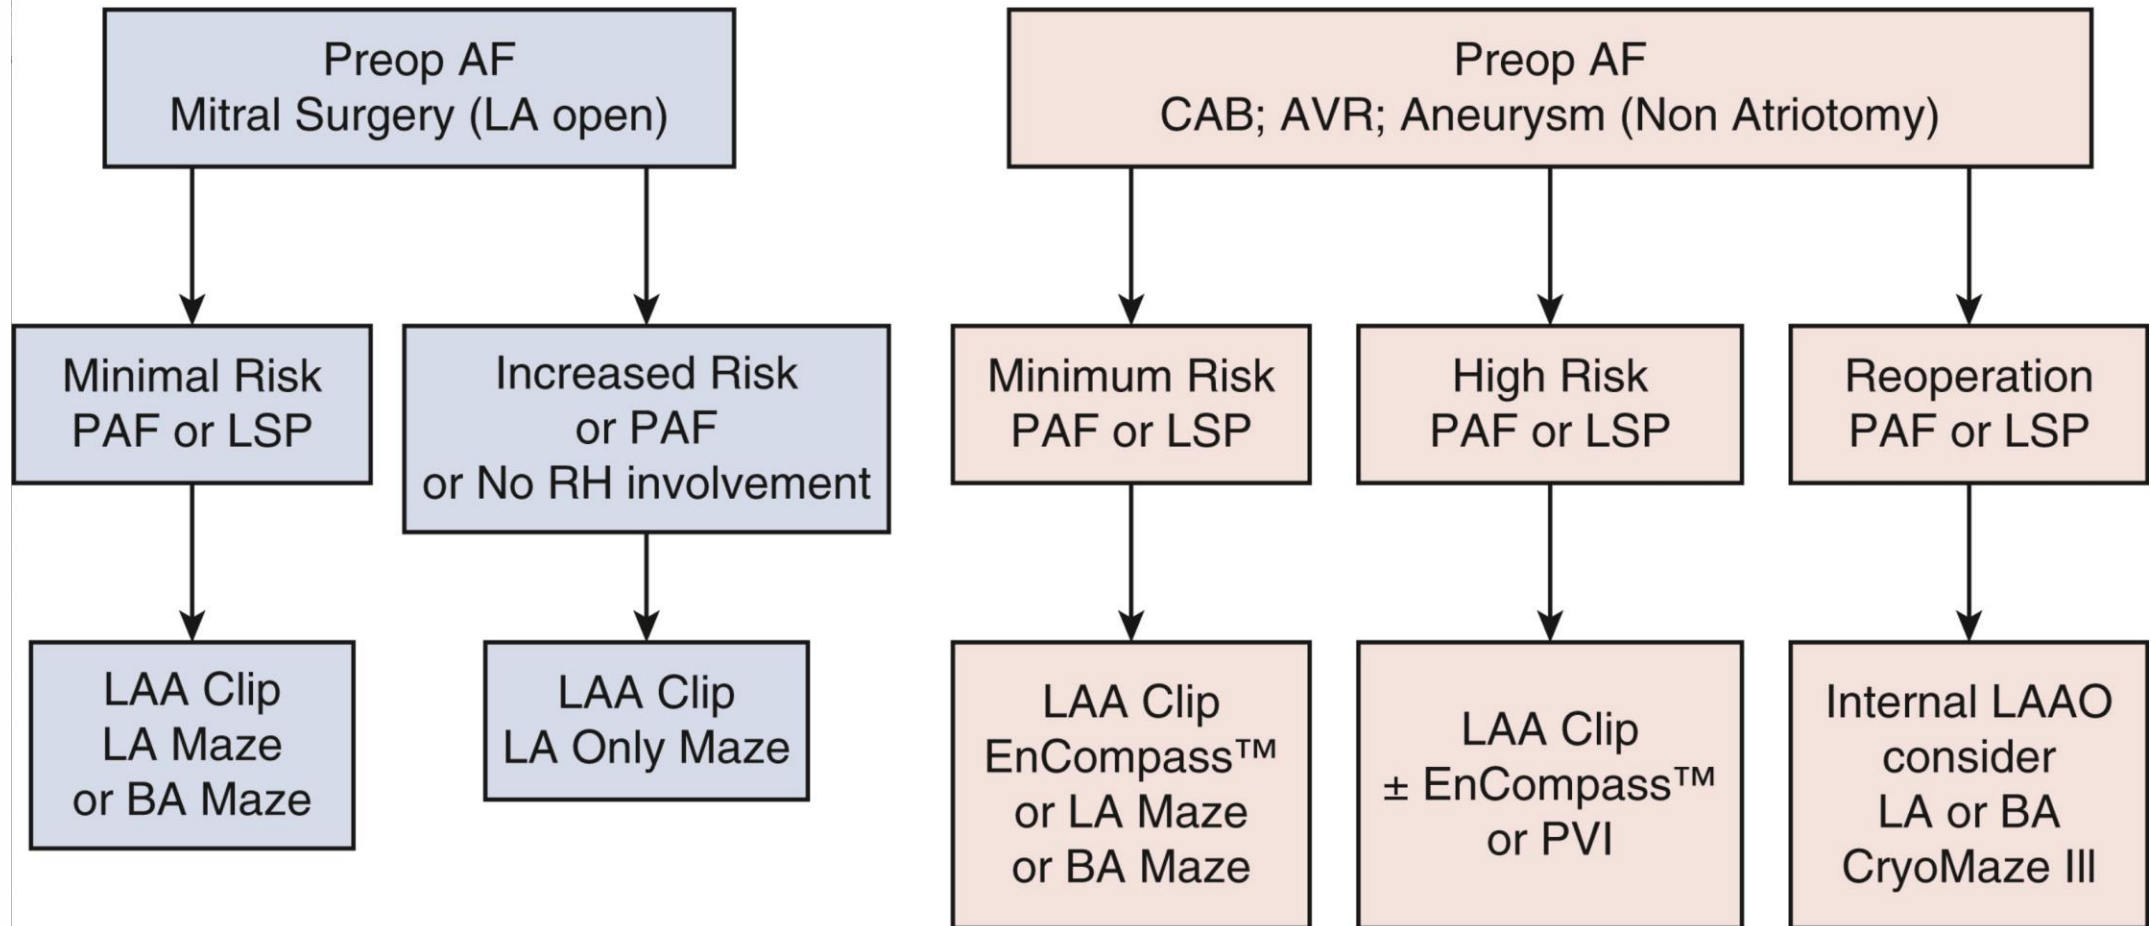 Preop AF
Mitral Surgery (LA open)
Preop AF
CAB; AVR; Aneurysm (Non Atriotomy)
Minimal Risk
PAF or LSP
Increased Risk
or PAF
or No RH involvement
Minimum Risk
PAF or LSP
High Risk
PAF or LSP
Reoperation
PAF or LSP
LAA Clip
LA Maze
or BA Maze
LAA Clip
LA Only Maze
LAA Clip
EnCompass™
or LA Maze
or BA Maze
LAA Clip
± EnCompass™
or PVI
Internal LAAO
consider
LA or BA
CryoMaze III